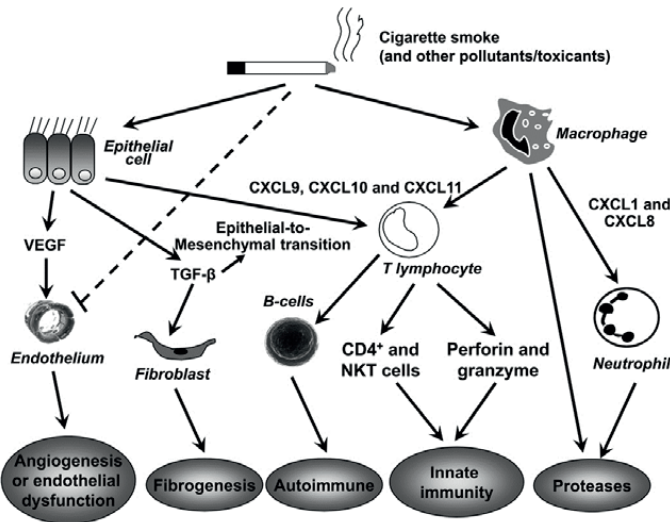 Cigarette smoke
(and other pollutants/toxicants)
Epithelial
cell
Macrophage
CXCL9, CXCL10 and CXCL11
CXCL1 and
CXCL8
VEGF
Epithelial-to-
Mesenchymal transition
TGF-β
T lymphocyte
B-cells
Endothelium
Fibroblast
CD4⁺ and
NKT cells
Perforin and
granzyme
Neutrophil
Angiogenesis
or endothelial
dysfunction
Fibrogenesis
Autoimmune
Innate
immunity
Proteases